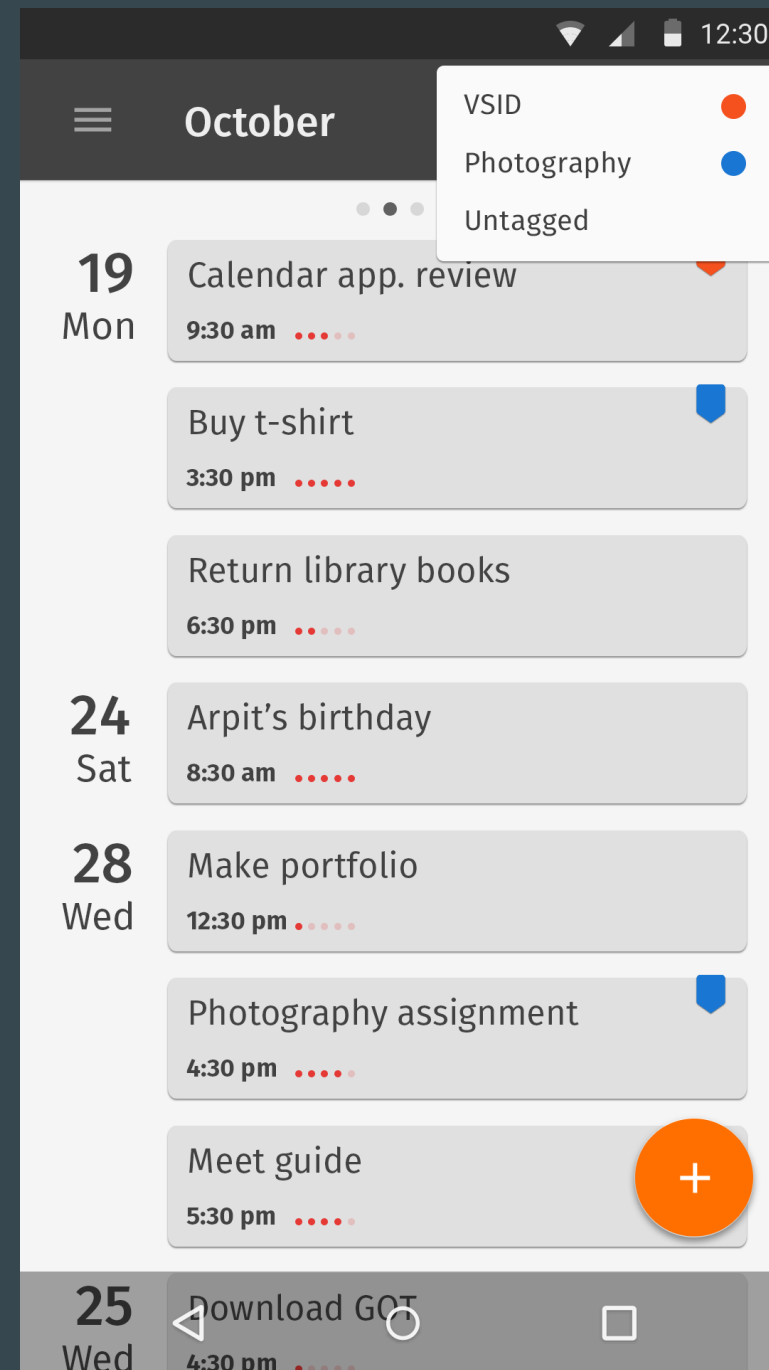 12:30
October
VSID
Photography
Untagged
19
Mon
Calendar app. review
9:30 am
Buy t-shirt
3:30 pm
Return library books
6:30 pm
24
Sat
Arpit’s birthday
8:30 am
28
Wed
Make portfolio
12:30 pm
Photography assignment
4:30 pm
Meet guide
5:30 pm
25
Wed
Download GOT
4:30 pm